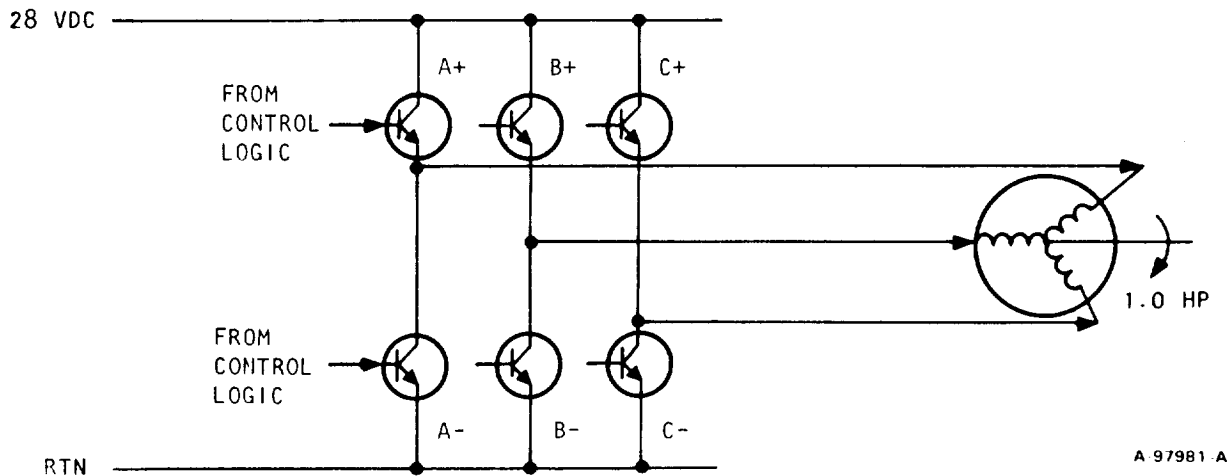 28 VDC
A+
B+
C+
FROM
CONTROL
LOGIC
1.0 HP
FROM
CONTROL
LOGIC
A-
B-
C-
RTN
A-97981-A